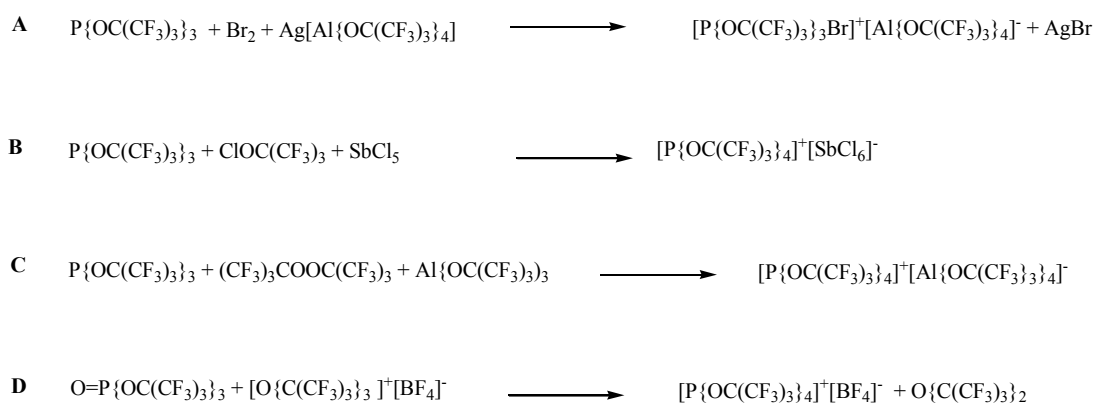 A P{OC(CF₃)₃}₃ + Br₂ + Ag[Al{OC(CF₃)₃}₄] [P{OC(CF₃)₃}₃Br]⁺[Al{OC(CF₃)₃}₄]⁻ + AgBr
B P{OC(CF₃)₃}₃ + ClOC(CF₃)₃ + SbCl₅ [P{OC(CF₃)₃}₄]⁺[SbCl₆]⁻
C P{OC(CF₃)₃}₃ + (CF₃)₃COOC(CF₃)₃ + Al{OC(CF₃)₃)₃ [P{OC(CF₃)₃}₄]⁺[Al{OC(CF₃}₃}₄]⁻
D O=P{OC(CF₃)₃}₃ + [O{C(CF₃)₃}₃ ]⁺[BF₄]⁻ [P{OC(CF₃)₃}₄]⁺[BF₄]⁻ + O{C(CF₃)₃}₂